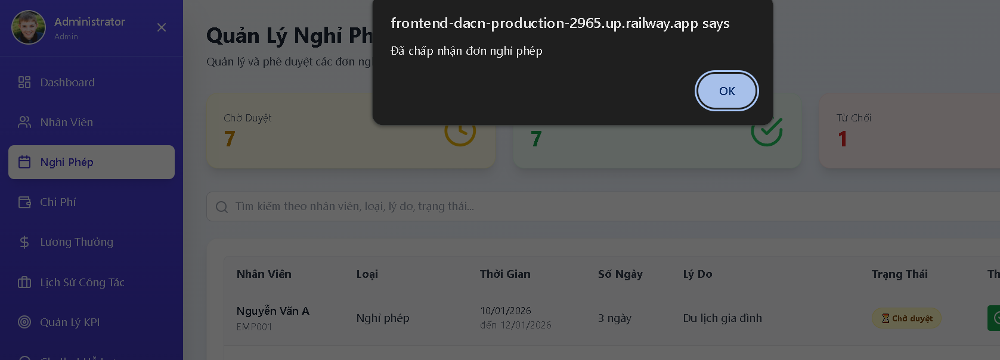 Administrator
Admin
Dashboard
Nhân Viên
Nghỉ Phép
Chi Phí
Lương Thưởng
Lịch Sử Công Tác
Quản Lý KPI
frontend-dacn-production-2965.up.railway.app says
Đã chấp nhận đơn nghỉ phép
OK
Quản Lý Nghỉ Ph
Quản lý và phê duyệt các đơn ng
Chờ Duyệt
7
7
Từ Chối
1
Tìm kiếm theo nhân viên, loại, lý do, trạng thái...
Nhân Viên Loại Thời Gian Số Ngày Lý Do Trạng Thái Th
Nguyễn Văn A Nghỉ phép 10/01/2026 3 ngày Du lịch gia đình Chờ duyệt
EMP001 đến 12/01/2026